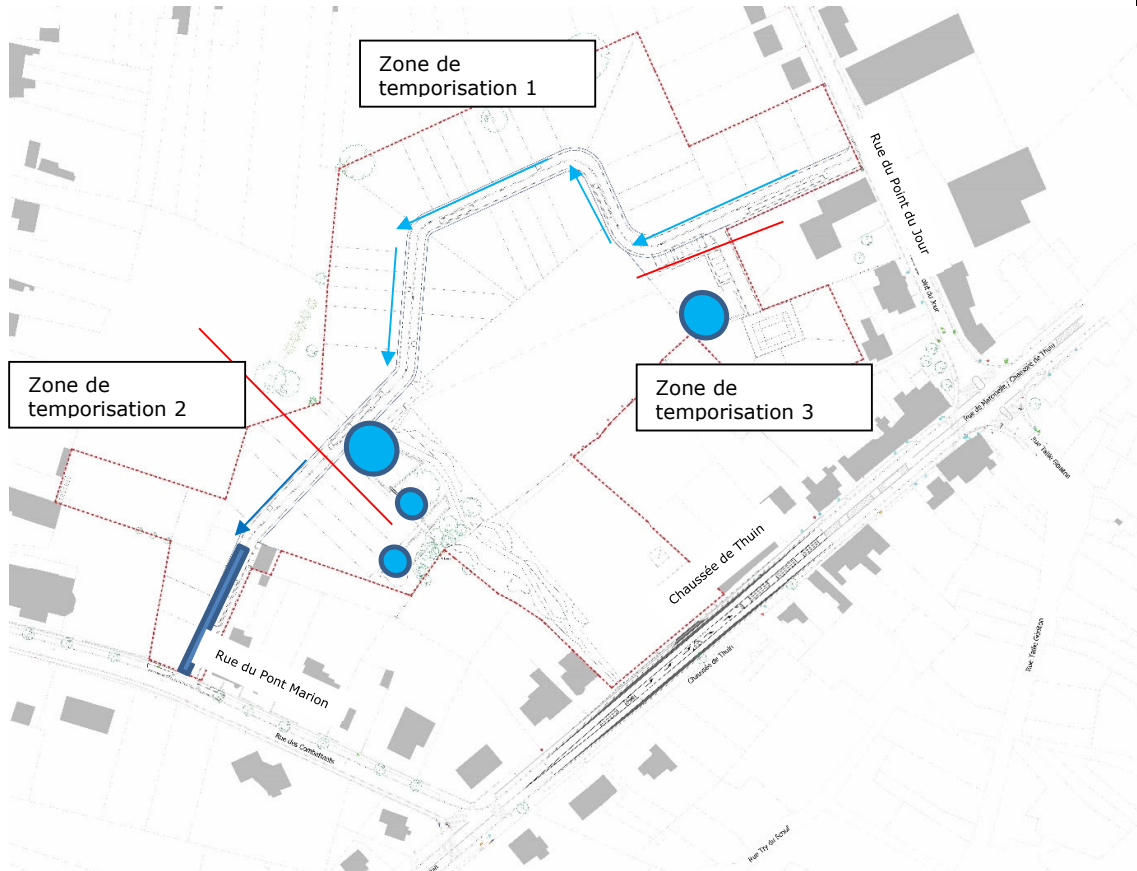 Zone de
temporisation 1
Rue du Point du Jour
Zone de
temporisation 2
Zone de
temporisation 3
Chaussée de Thuin
Rue du Pont Marion
Chaussée de Thuin
Rue des Combattants